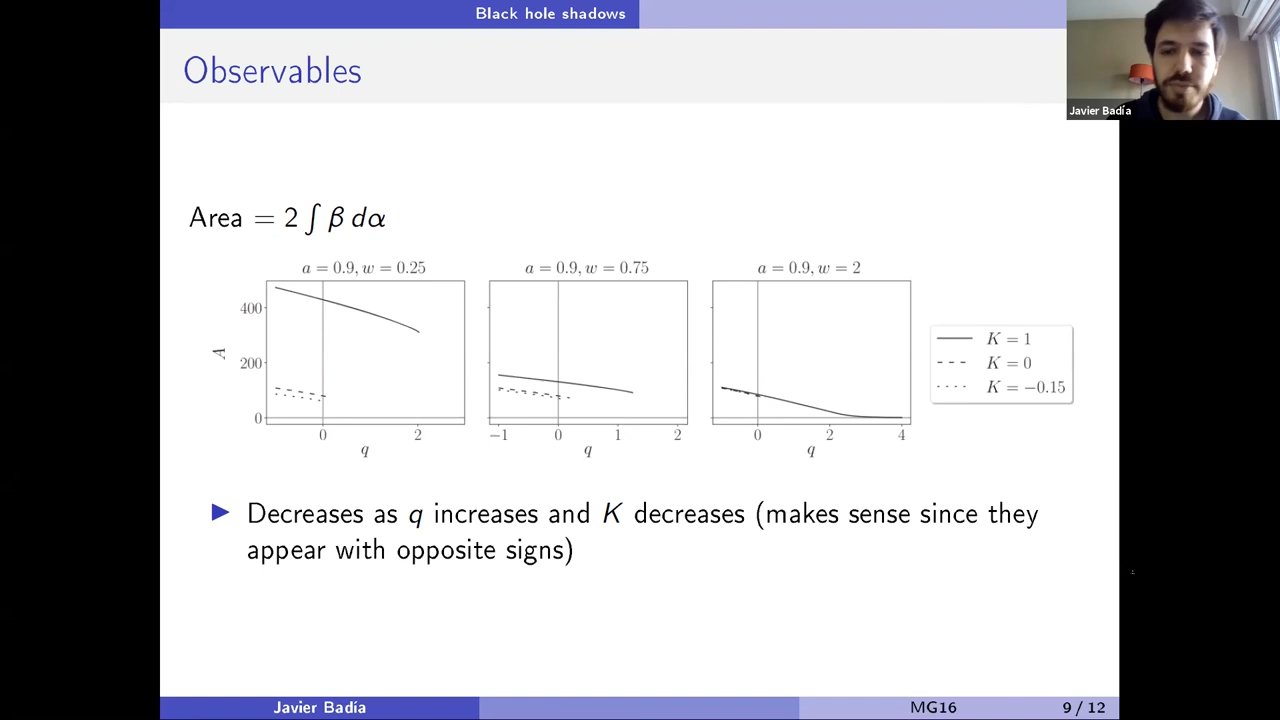 Black hole shadows
Observables
Javier Badía
Area = 2 ∫ β dα
a = 0.9, w = 0.25
a = 0.9, w = 0.75
a = 0.9, w = 2
400
200
0
A
0 2
q
−1 0 1 2
q
0 2 4
q
K = 1
K = 0
K = −0.15
▶ Decreases as q increases and K decreases (makes sense since they
appear with opposite signs)
Javier Badía
MG16
9 / 12